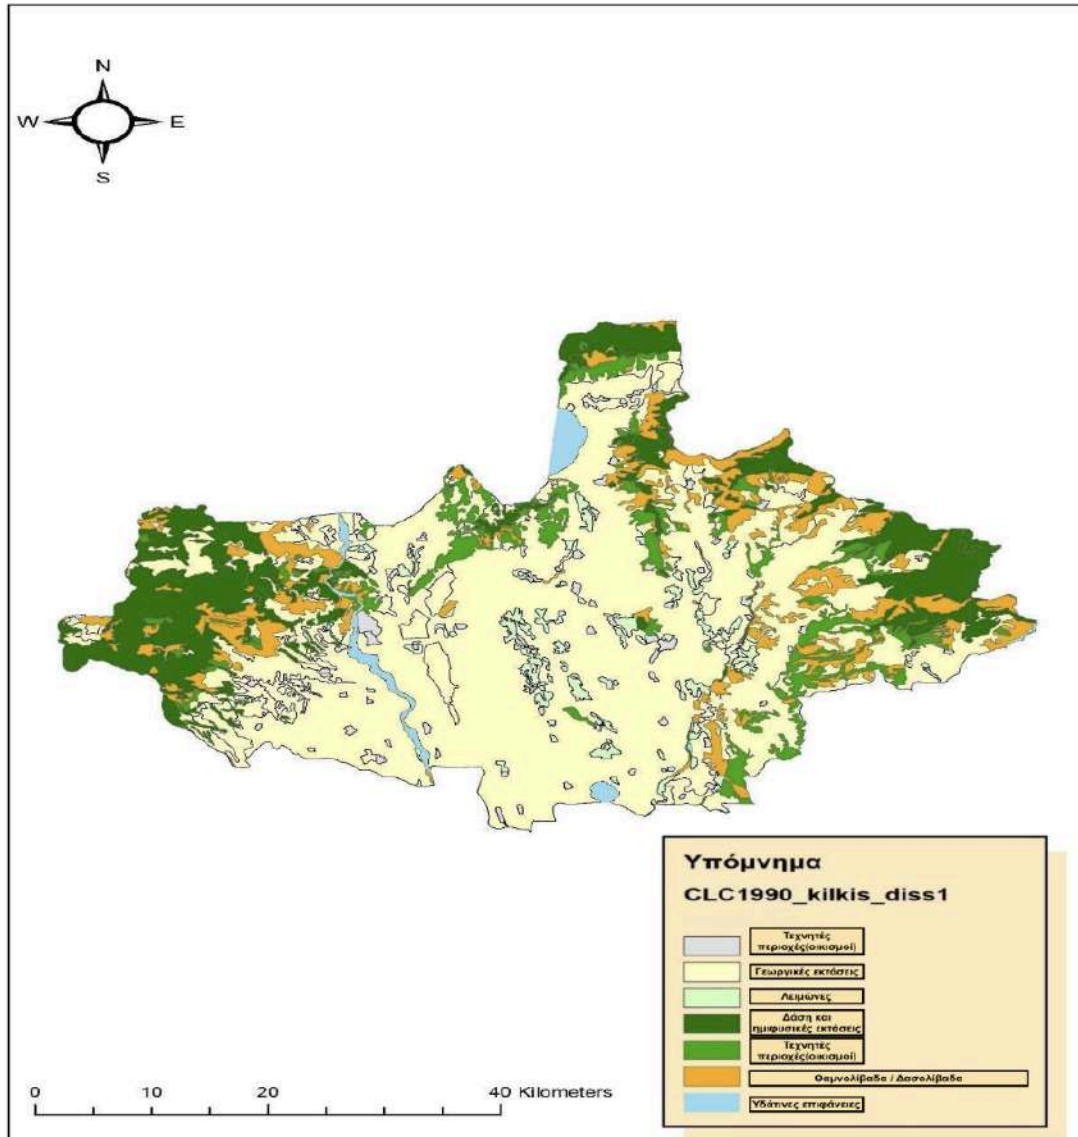 N
W E
S
Υπόμνημα
CLC1990_kilkis_diss1
Τεχνητές
περιοχές(οικισμοί)
Γεωργικές εκτάσεις
Λειμώνες
Δάση και
ημιφυσικές εκτάσεις
Τεχνητές
περιοχές(οικισμοί)
Θαμνολίβαδα / Δασολίβαδα
Υδάτινες επιφάνειες
0 10 20 40 Kilometers